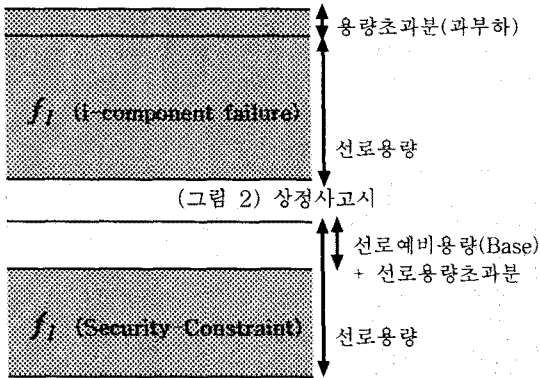 용량초과분(과부하)
f_I (i-component failure)
선로용량
(그림 2) 상정사고시
선로예비용량(Base)
+ 선로용량초과분
f_I (Security Constraint)
선로용량